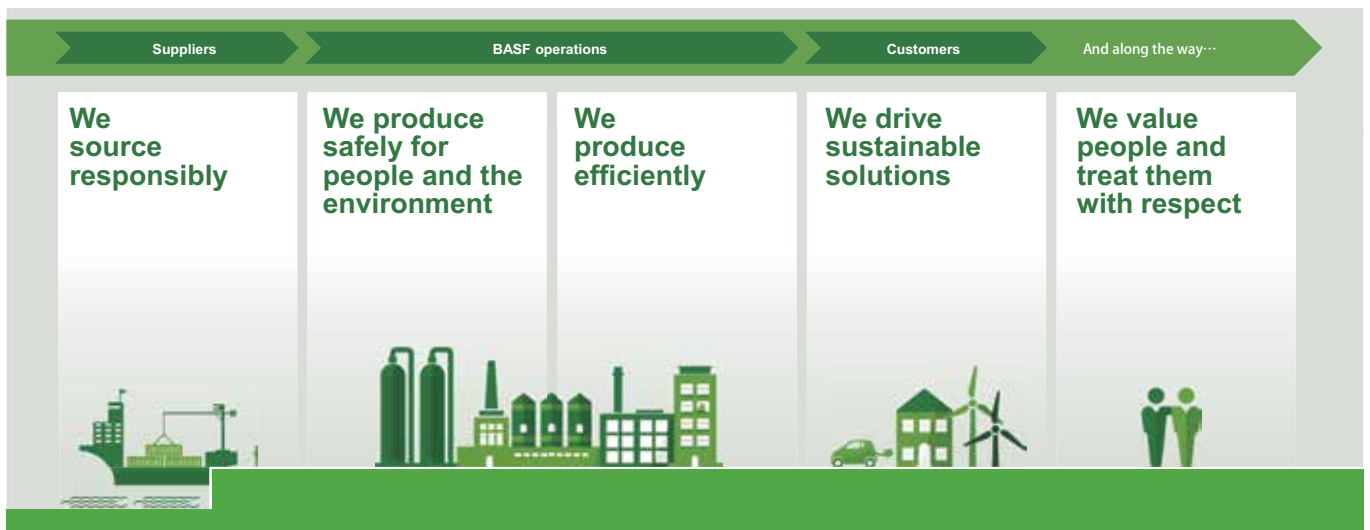 Suppliers
BASF operations
Customers
And along the way…
We
source
responsibly
We produce
safely for
people and the
environment
We
produce
efficiently
We drive
sustainable
solutions
We value
people and
treat them
with respect